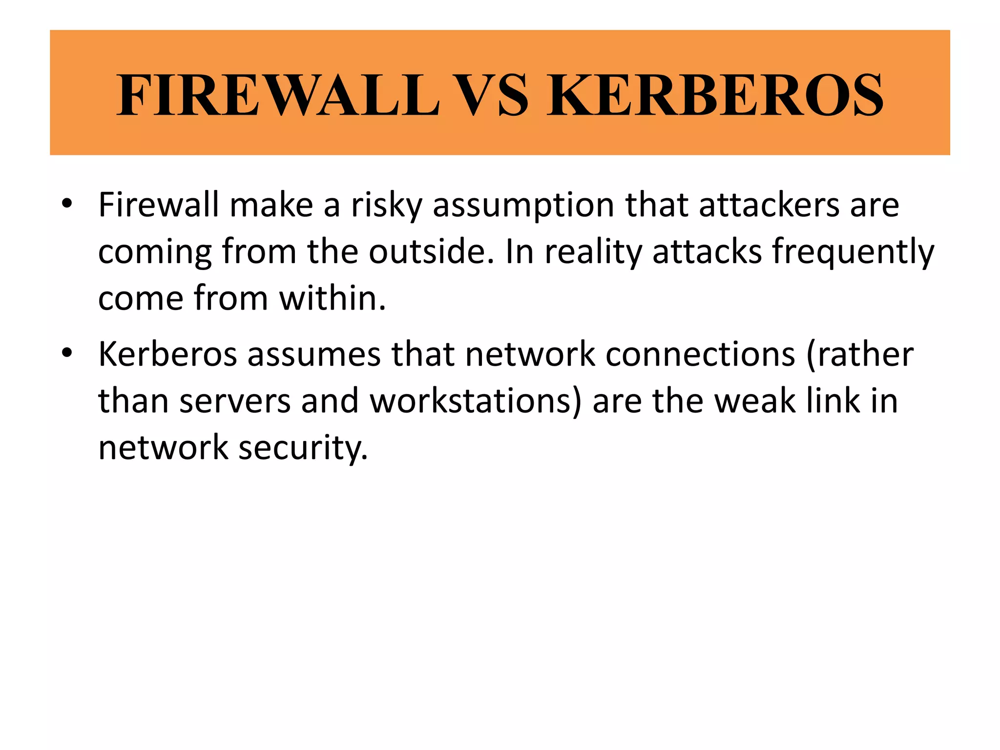 FIREWALL VS KERBEROS
• Firewall make a risky assumption that attackers are
coming from the outside. In reality attacks frequently
come from within.
• Kerberos assumes that network connections (rather
than servers and workstations) are the weak link in
network security.